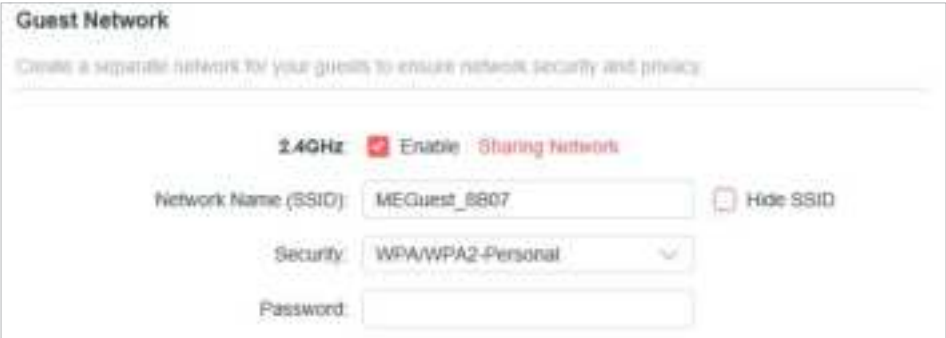 Guest Network
Create a separate network for your guests to ensure network security and privacy.
2.4GHz: Enable Sharing Network
Network Name (SSID): MEGuest_8B07 Hide SSID
Security: WPA/WPA2-Personal
Password: